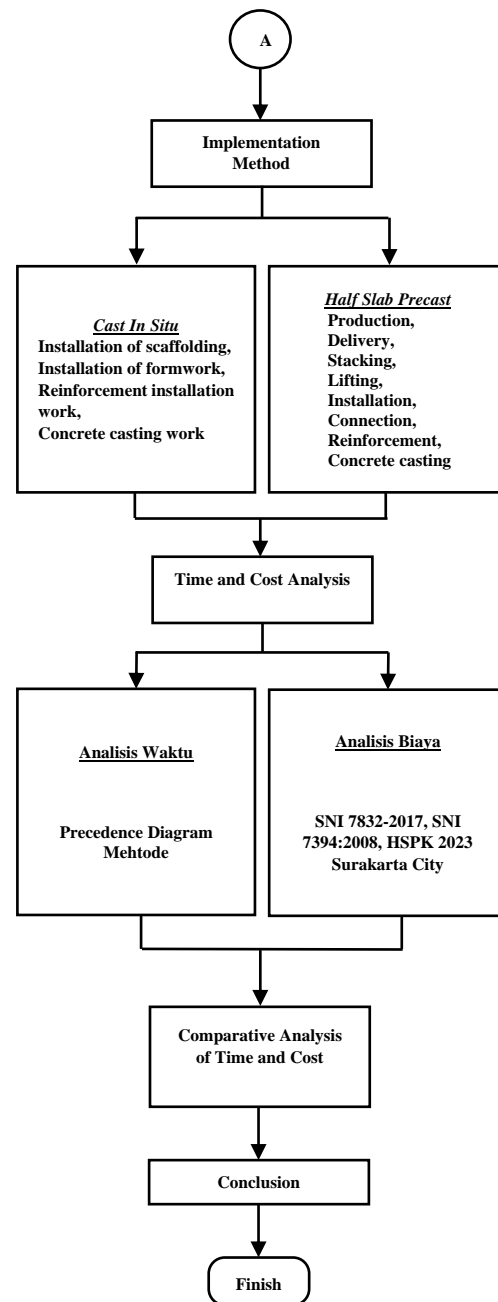 A
Implementation
Method
Cast In Situ
Installation of scaffolding,
Installation of formwork,
Reinforcement installation
work,
Concrete casting work
Half Slab Precast
Production,
Delivery,
Stacking,
Lifting,
Installation,
Connection,
Reinforcement,
Concrete casting
Time and Cost Analysis
Analisis Waktu
Precedence Diagram
Mehtode
Analisis Biaya
SNI 7832-2017, SNI
7394:2008, HSPK 2023
Surakarta City
Comparative Analysis
of Time and Cost
Conclusion
Finish